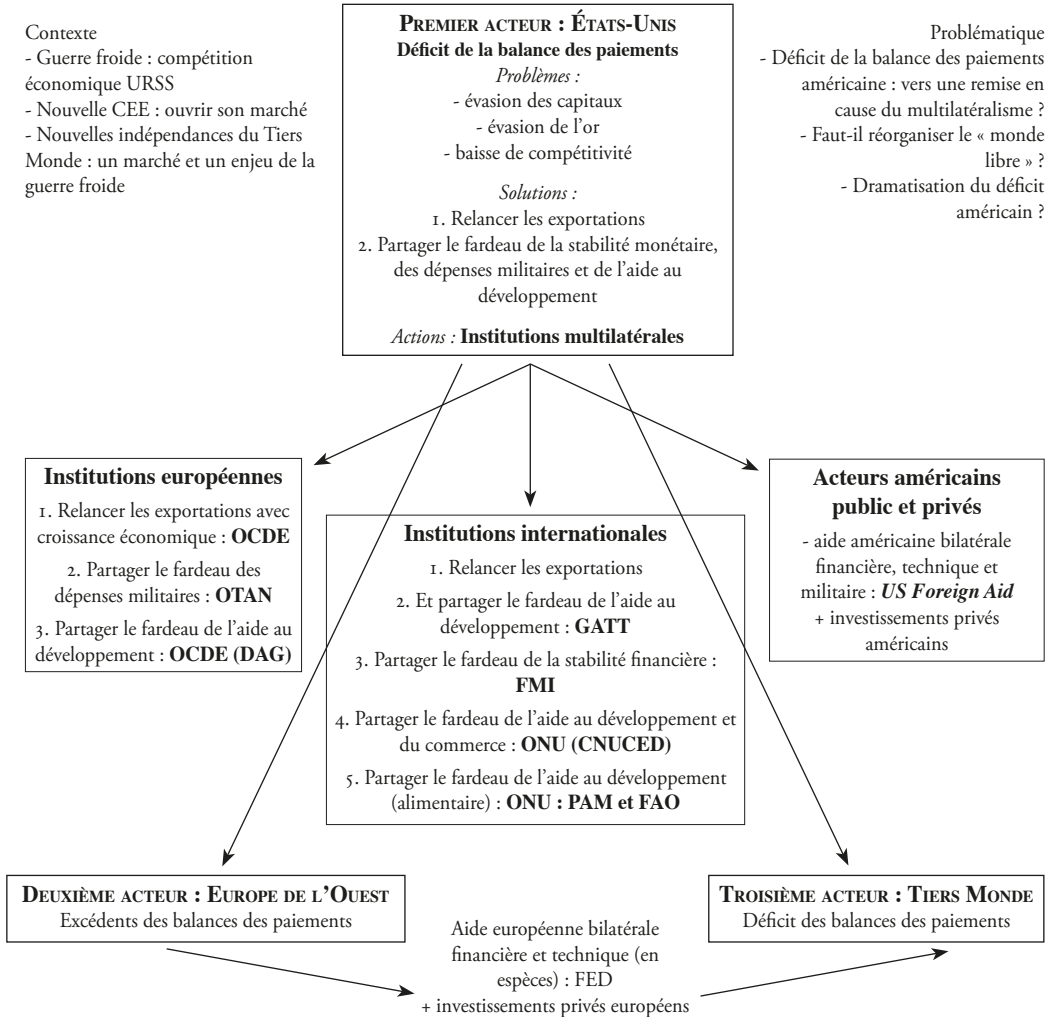 Contexte
- Guerre froide : compétition
économique URSS
- Nouvelle CEE : ouvrir son marché
- Nouvelles indépendances du Tiers
Monde : un marché et un enjeu de la
guerre froide
Premier acteur : États-Unis
Déficit de la balance des paiements
Problèmes :
- évasion des capitaux
- évasion de l’or
- baisse de compétitivité
Solutions :
1. Relancer les exportations
2. Partager le fardeau de la stabilité monétaire,
des dépenses militaires et de l’aide au
développement
Actions : Institutions multilatérales
Problématique
- Déficit de la balance des paiements
américaine : vers une remise en
cause du multilatéralisme ?
- Faut-il réorganiser le « monde
libre » ?
- Dramatisation du déficit
américain ?
Institutions européennes
1. Relancer les exportations avec
croissance économique : OCDE
2. Partager le fardeau des
dépenses militaires : OTAN
3. Partager le fardeau de l’aide au
développement : OCDE (DAG)
Institutions internationales
1. Relancer les exportations
2. Et partager le fardeau de l’aide au
développement : GATT
3. Partager le fardeau de la stabilité financière :
FMI
4. Partager le fardeau de l’aide au développement et
du commerce : ONU (CNUCED)
5. Partager le fardeau de l’aide au développement
(alimentaire) : ONU : PAM et FAO
Acteurs américains
public et privés
- aide américaine bilatérale
financière, technique et
militaire : US Foreign Aid
+ investissements privés
américains
Deuxième acteur : Europe de l’Ouest
Excédents des balances des paiements
Aide européenne bilatérale
financière et technique (en
espèces) : FED
+ investissements privés européens
Troisième acteur : Tiers Monde
Déficit des balances des paiements